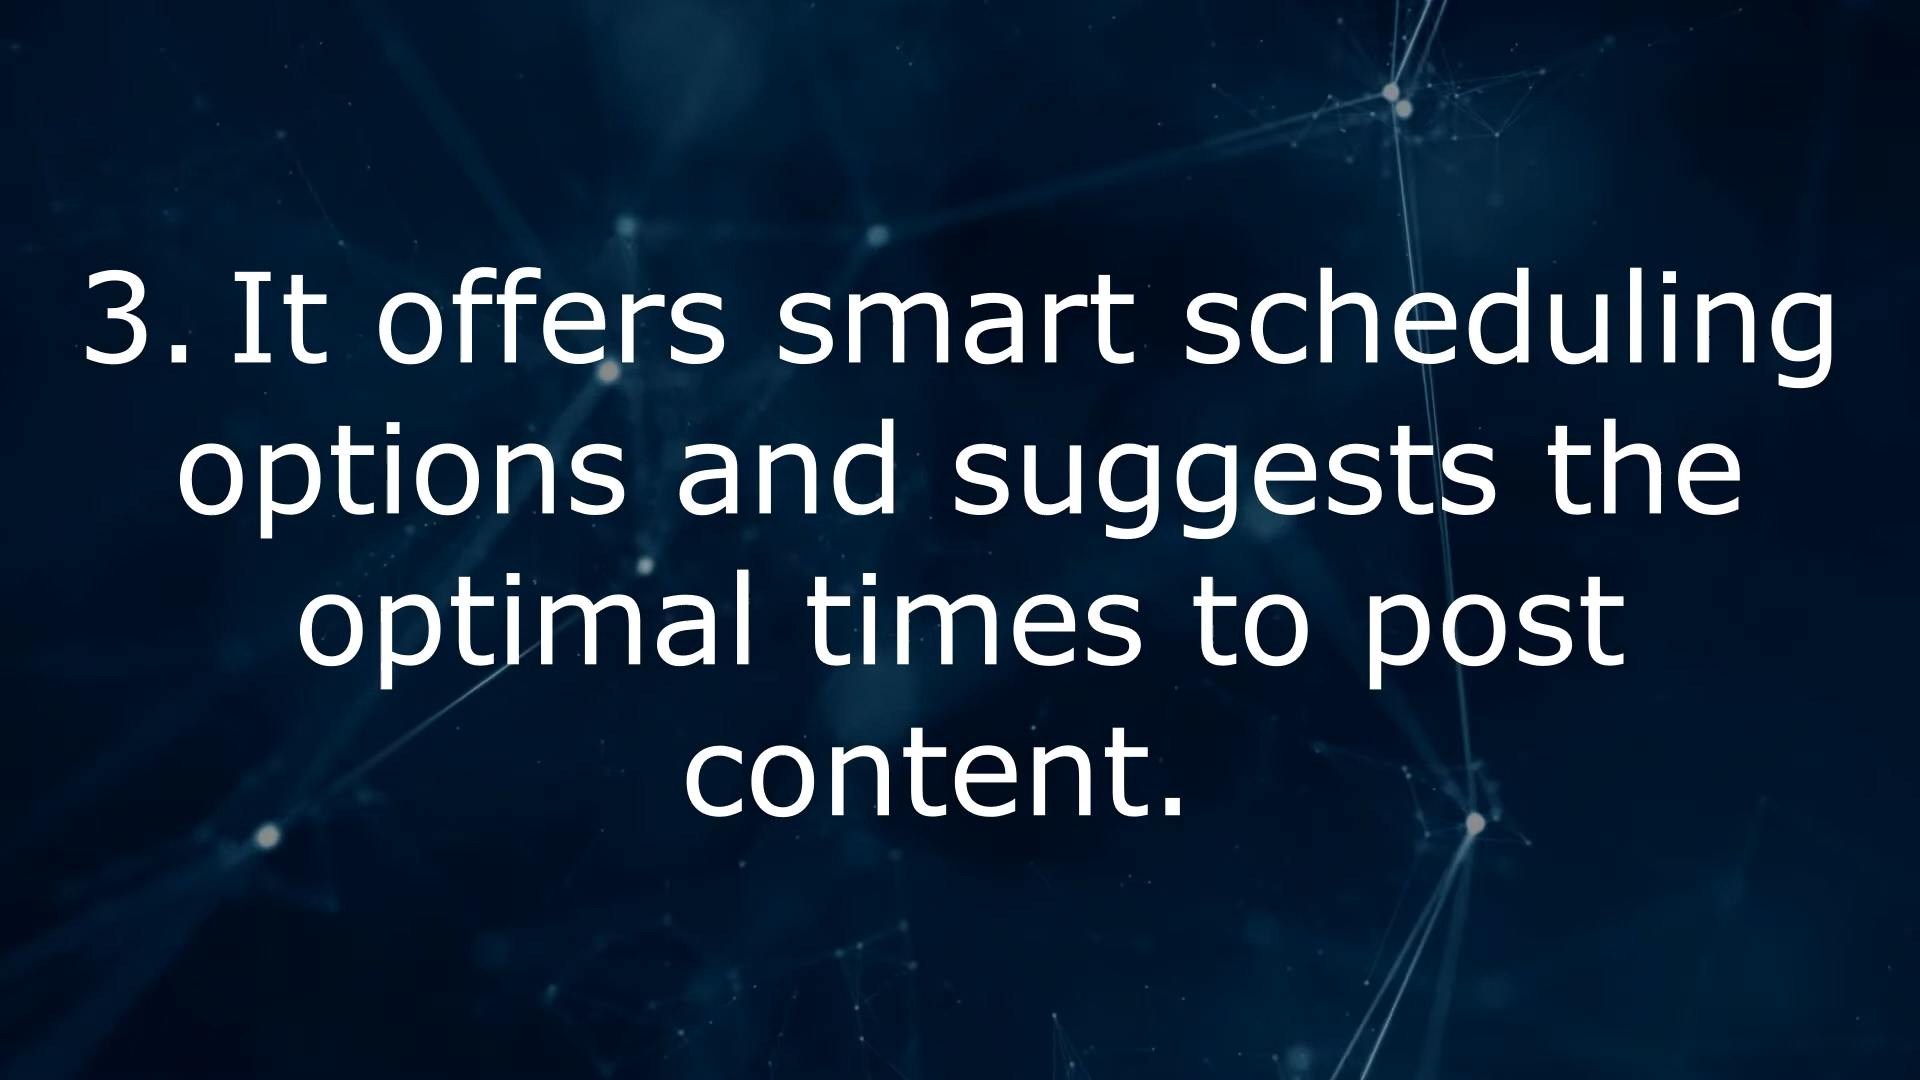 3. It offers smart scheduling
options and suggests the
optimal times to post
content.